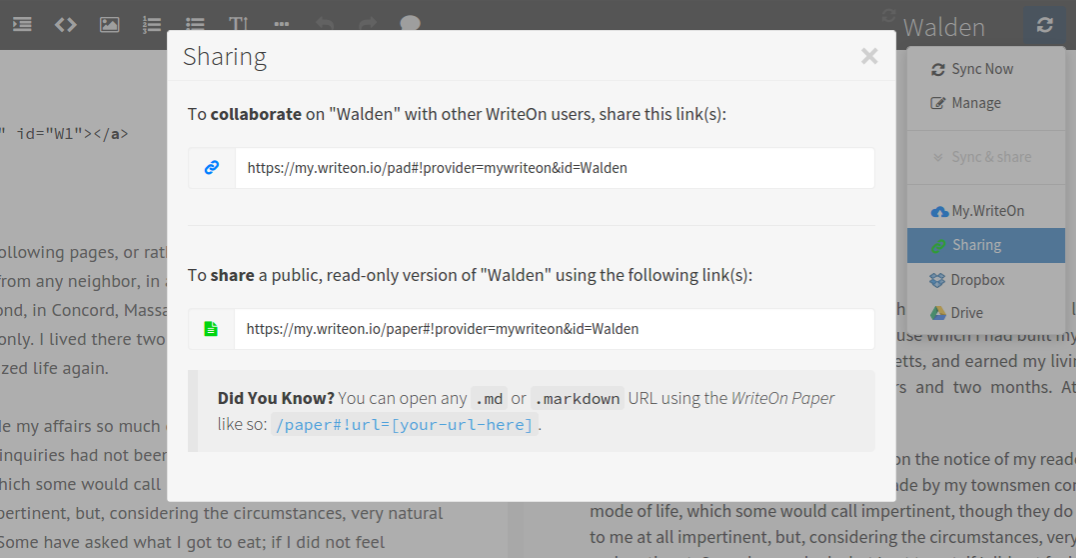 Walden
Sharing
Sync Now
Manage
Sync & share
My.WriteOn
Sharing
Dropbox
Drive
To collaborate on "Walden" with other WriteOn users, share this link(s):
https://my.writeon.io/pad#!provider=mywriteon&id=Walden
To share a public, read-only version of "Walden" using the following link(s):
https://my.writeon.io/paper#!provider=mywriteon&id=Walden
Did You Know? You can open any .md or .markdown URL using the WriteOn Paper
like so: /paper#!url=[your-url-here].
" id="W1"></a>
ollowing pages, or
from any neighbor, in
ond, in Concord,
only. I lived there two
zed life again.
my affairs so much
inquiries had not
hich some would call
pertinent, but, considering the circumstances, very natural
Some have asked what I got to eat; if I did not feel
use which I had built my
etts, and earned my
rs and two months. At
on the notice of my
ade by my townsmen
mode of life, which some would call impertinent, though they do
to me at all impertinent, but, considering the circumstances, very